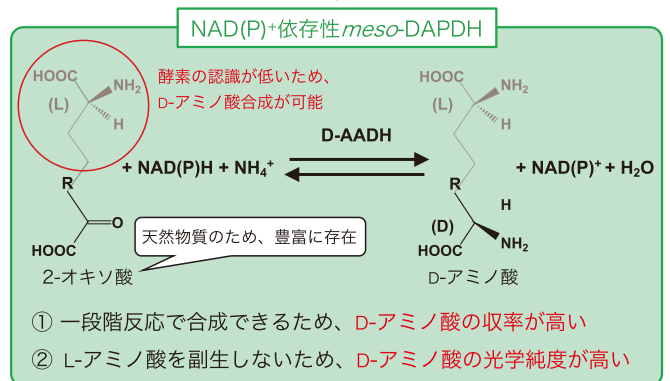 NAD(P)⁺依存性meso-DAPDH
HOOC
NH₂
(L)
H
酵素の認識が低いため、
D-アミノ酸合成が可能
HOOC
NH₂
(L)
H
D-AADH
R
+ NAD(P)H + NH₄⁺
R
+ NAD(P)⁺ + H₂O
O
HOOC
H
(D)
HOOC
NH₂
天然物質のため、豊富に存在
2-オキソ酸
D-アミノ酸
① 一段階反応で合成できるため、D-アミノ酸の収率が高い
② L-アミノ酸を副生しないため、D-アミノ酸の光学純度が高い